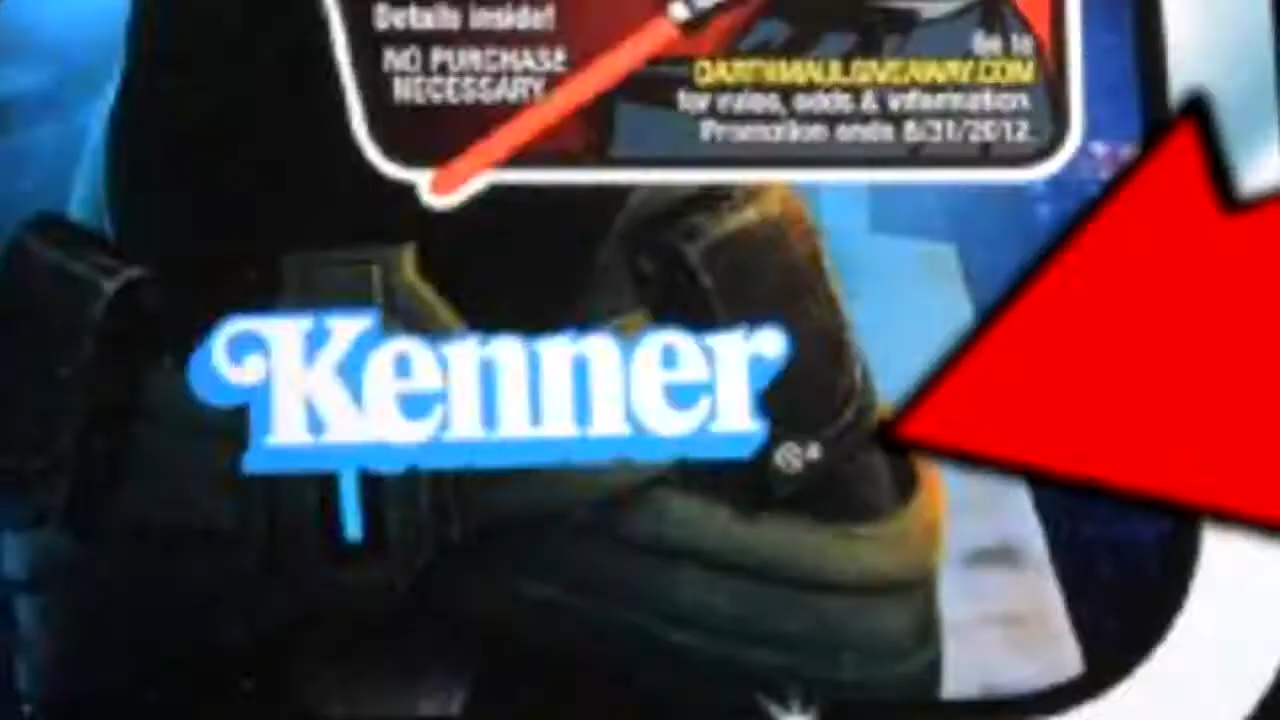 Details inside!
NO PURCHASE
NECESSARY.
Go to
DARTHMAULGIVEAWAY.COM
for rules, odds & information.
Promotion ends 8/31/2012.
Kenner